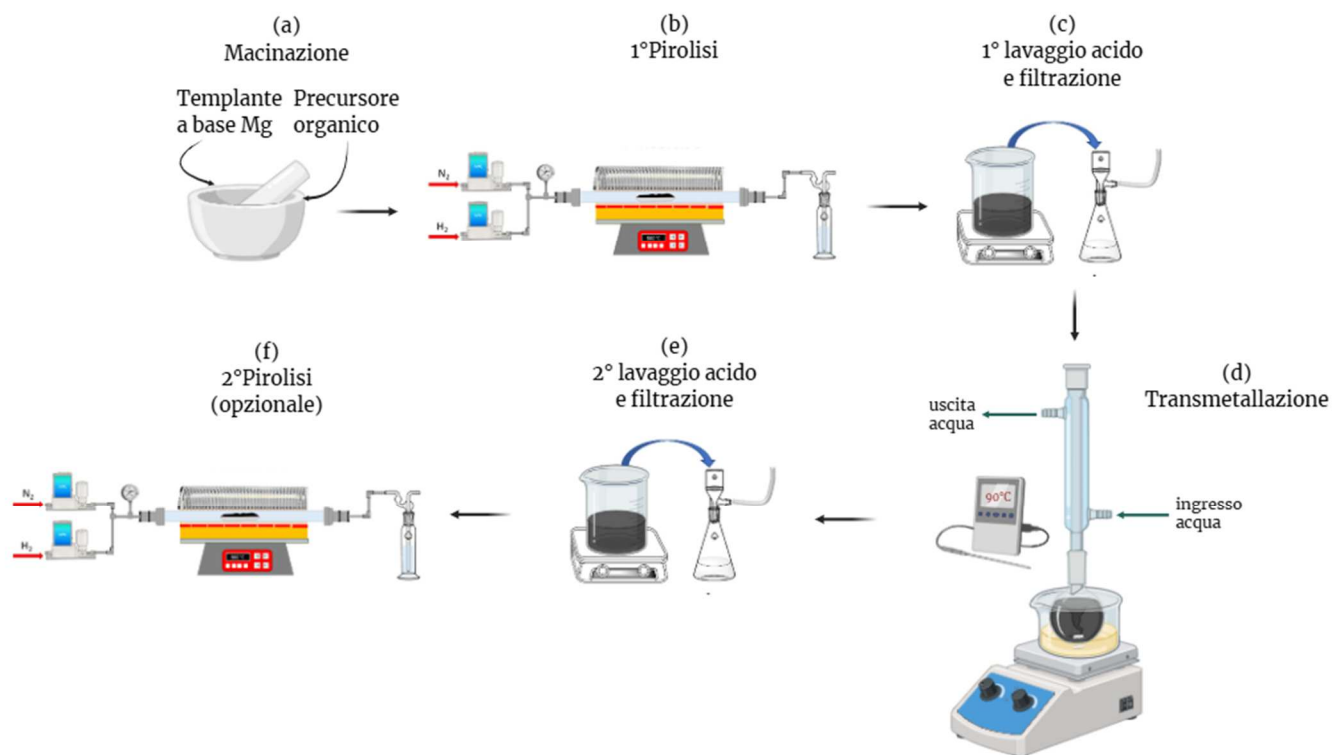 (a)
Macinazione
Templante
a base Mg
Precursore
organico
(b)
1°Pirolisi
N₂
H₂
(c)
1° lavaggio acido
e filtrazione
(d)
Transmetallazione
uscita
acqua
90°C
ingresso
acqua
(e)
2° lavaggio acido
e filtrazione
(f)
2°Pirolisi
(opzionale)
N₂
H₂